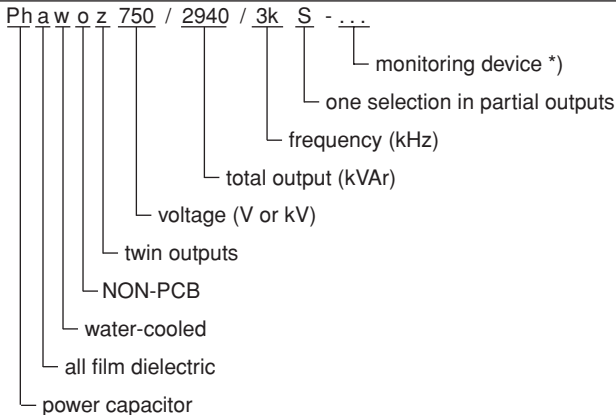 Ph a w o z 750 / 2940 / 3k S - ...
monitoring device *)
one selection in partial outputs
frequency (kHz)
total output (kVAr)
voltage (V or kV)
twin outputs
NON-PCB
water-cooled
all film dielectric
power capacitor